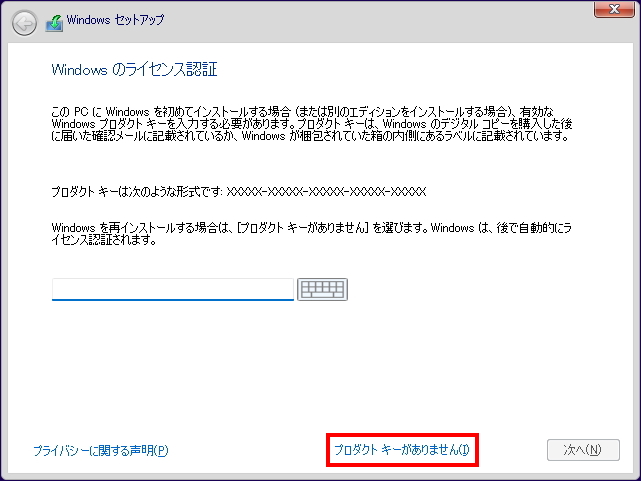 Windows セットアップ
Windows のライセンス認証
この PC に Windows を初めてインストールする場合 (または別のエディションをインストールする場合)、有効な
Windows プロダクト キーを入力する必要があります。プロダクト キーは、Windows のデジタル コピーを購入した後
に届いた確認メールに記載されているか、Windows が梱包されていた箱の内側にあるラベルに記載されています。
プロダクト キーは次のような形式です: XXXXX-XXXXX-XXXXX-XXXXX-XXXXX
Windows を再インストールする場合は、[プロダクト キーがありません] を選びます。Windows は、後で自動的にラ
イセンス認証されます。
プライバシーに関する声明(P)
プロダクト キーがありません(I)
次へ(N)